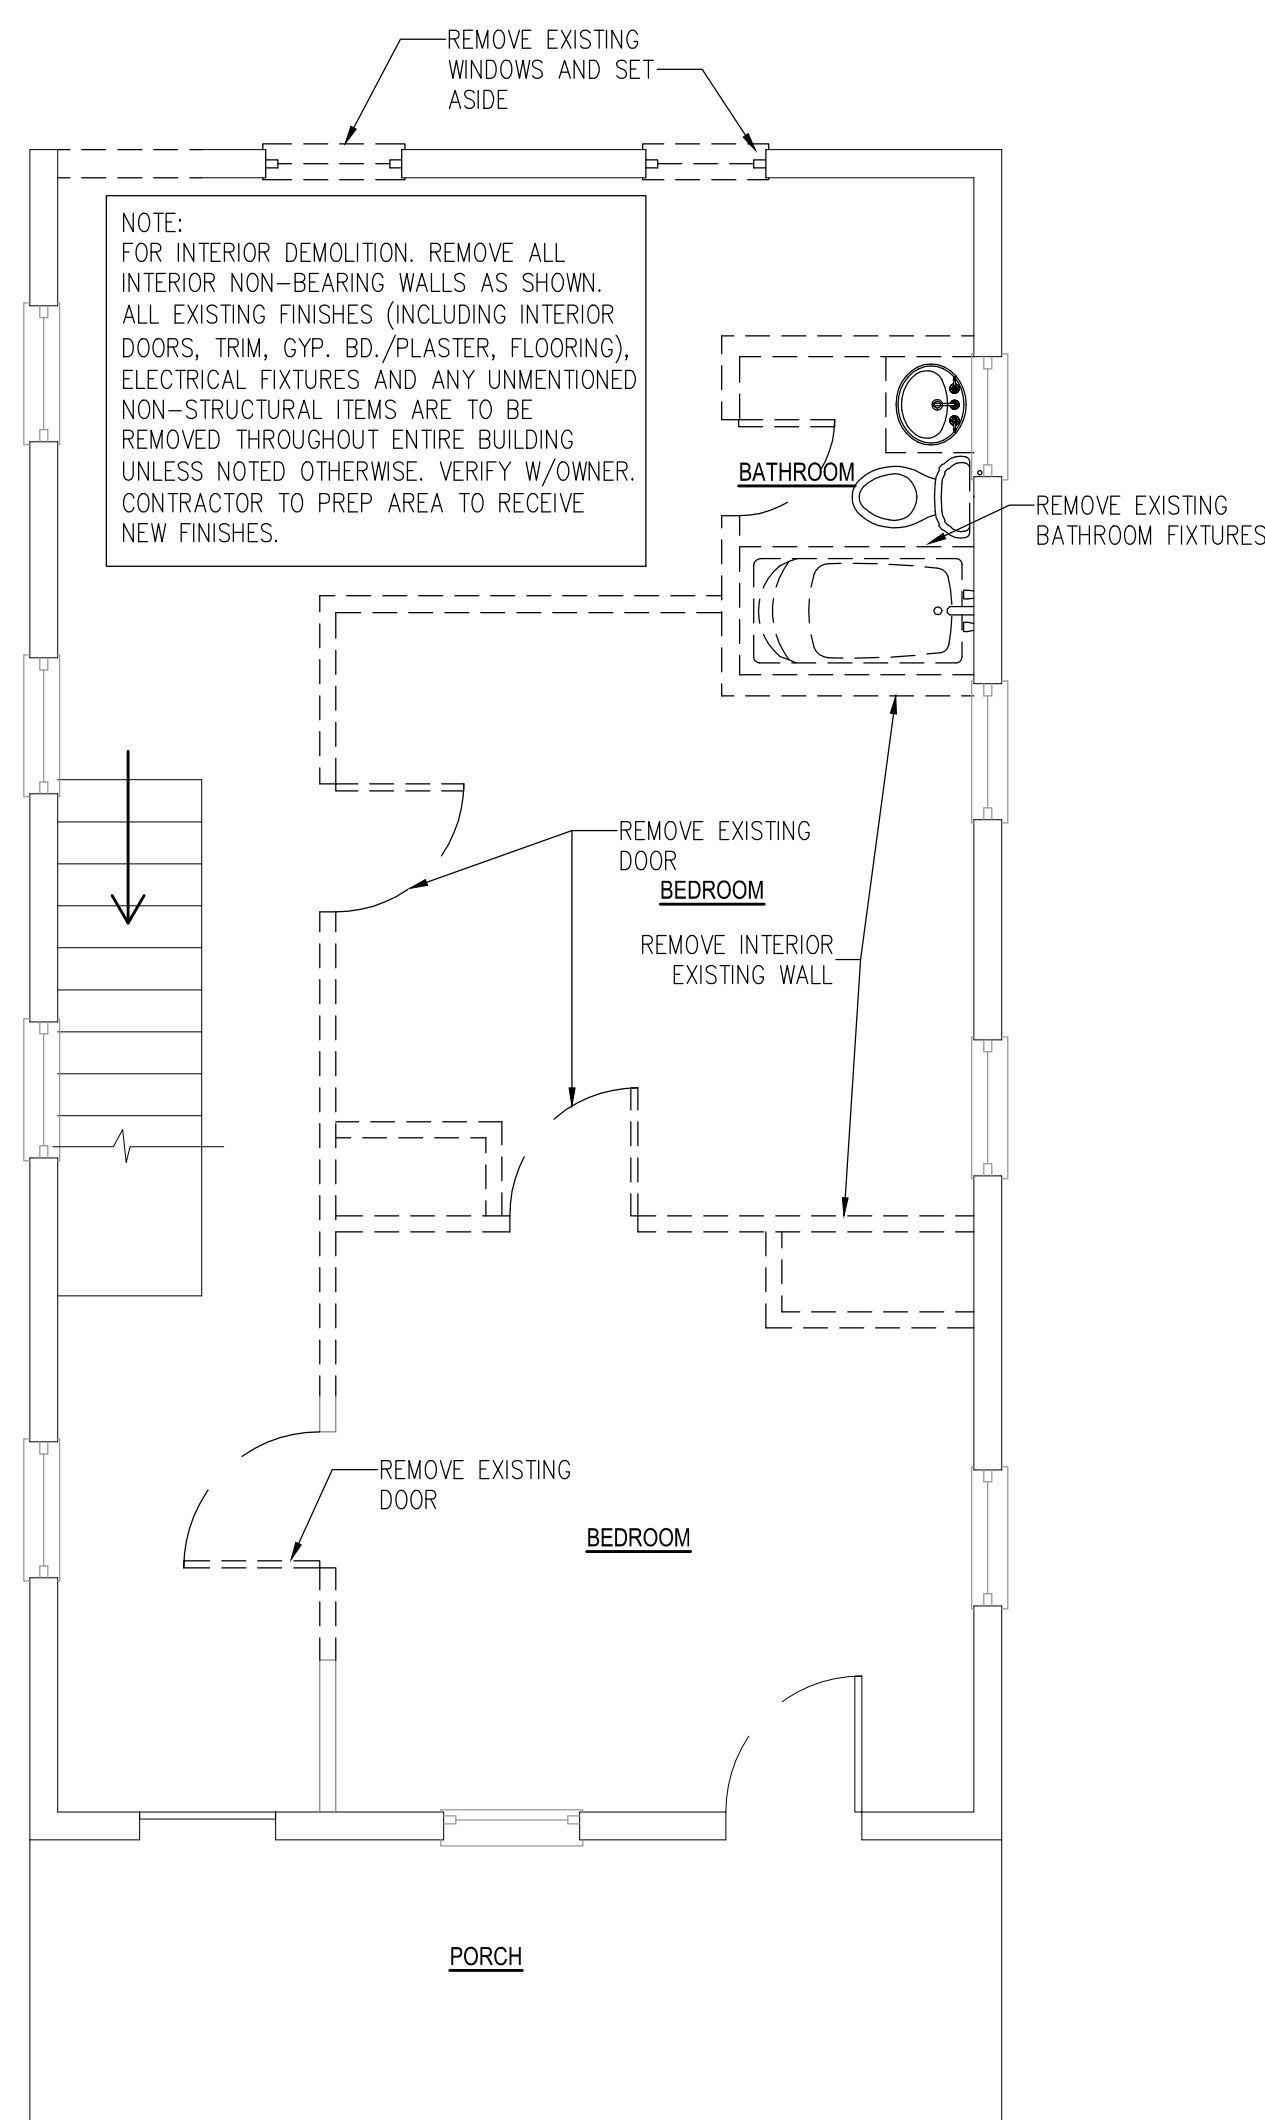 REMOVE EXISTING
WINDOWS AND SET
ASIDE
NOTE:
FOR INTERIOR DEMOLITION. REMOVE ALL
INTERIOR NON-BEARING WALLS AS SHOWN.
ALL EXISTING FINISHES (INCLUDING INTERIOR
DOORS, TRIM, GYP. BD./PLASTER, FLOORING),
ELECTRICAL FIXTURES AND ANY UNMENTIONED
NON-STRUCTURAL ITEMS ARE TO BE
REMOVED THROUGHOUT ENTIRE BUILDING
UNLESS NOTED OTHERWISE. VERIFY W/OWNER.
CONTRACTOR TO PREP AREA TO RECEIVE
NEW FINISHES.
BATHROOM
REMOVE EXISTING
BATHROOM FIXTURES
REMOVE EXISTING
DOOR
BEDROOM
REMOVE INTERIOR
EXISTING WALL
REMOVE EXISTING
DOOR
BEDROOM
PORCH